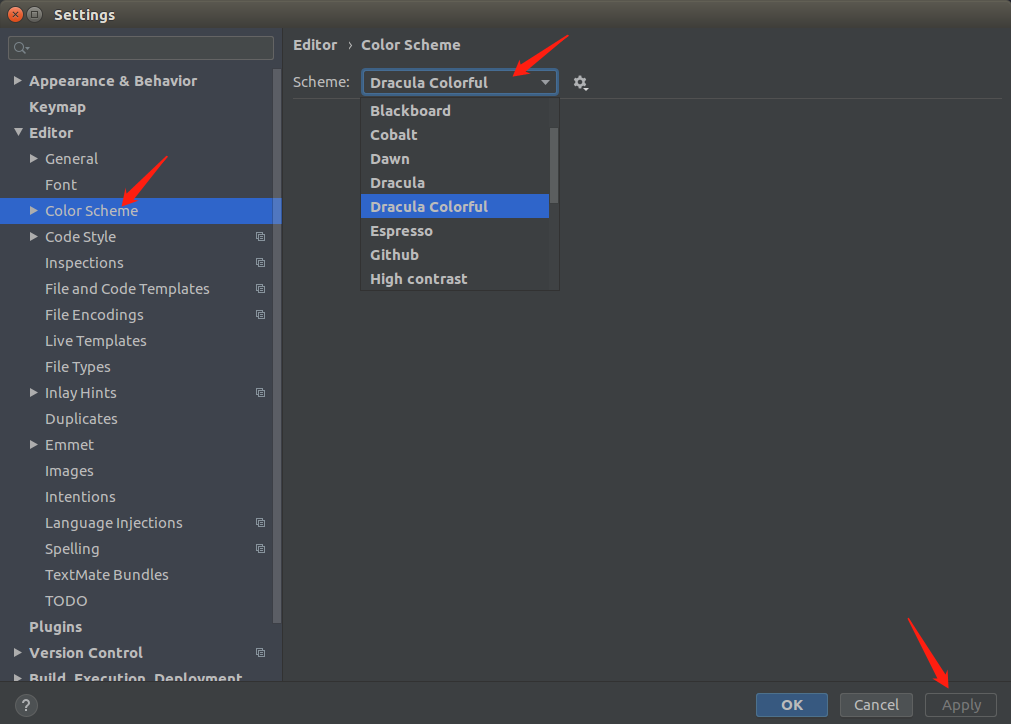 Settings
Appearance & Behavior
Keymap
Editor
General
Font
Color Scheme
Code Style
Inspections
File and Code Templates
File Encodings
Live Templates
File Types
Inlay Hints
Duplicates
Emmet
Images
Intentions
Language Injections
Spelling
TextMate Bundles
TODO
Plugins
Version Control
Build, Execution, Deployment
Editor › Color Scheme
Scheme: Dracula Colorful
Blackboard
Cobalt
Dawn
Dracula
Dracula Colorful
Espresso
Github
High contrast
? OK Cancel Apply